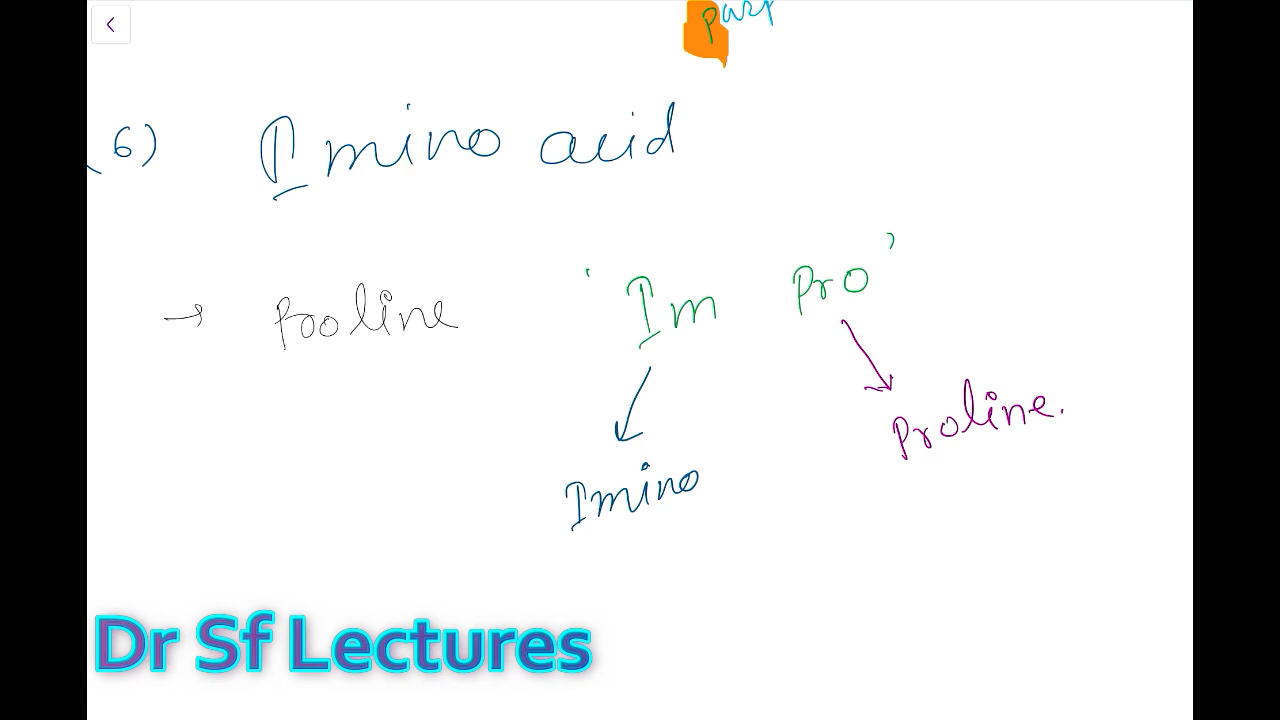 6) Imino acid
→ Proline 'Im Pro'
Imino
Proline.
Dr Sf Lectures